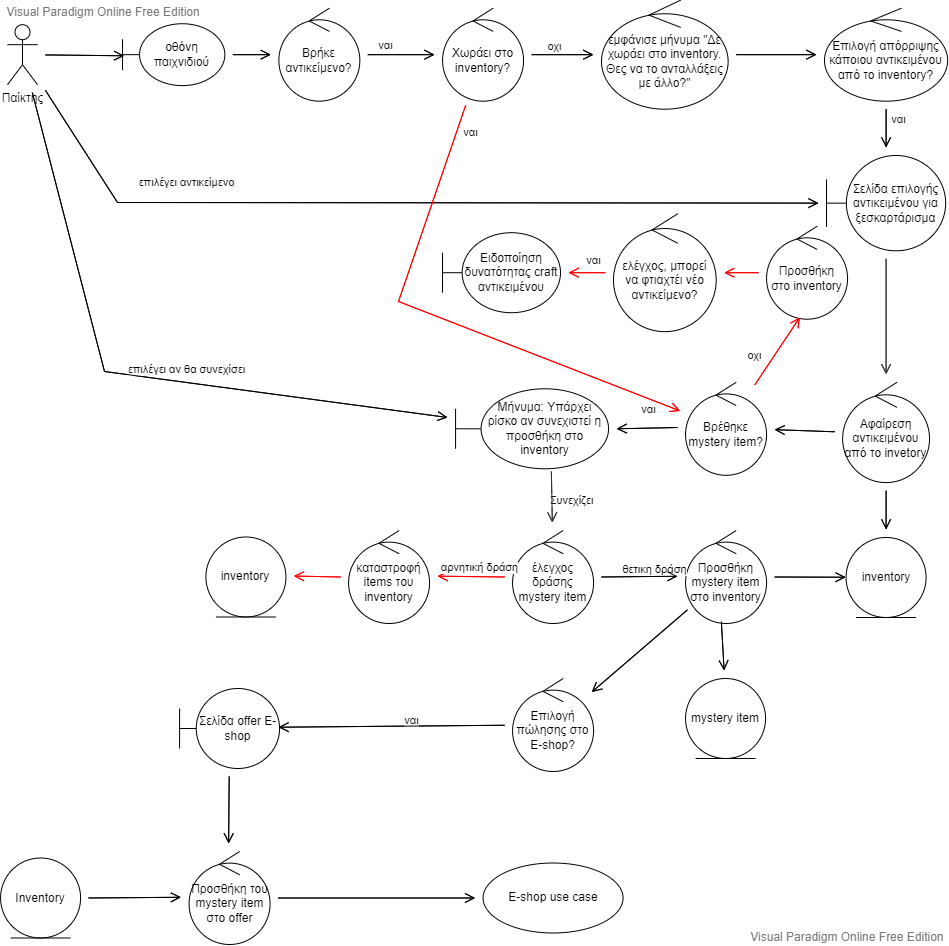 Visual Paradigm Online Free Edition
Παίκτης
οθόνη
παιχνιδιού
Βρήκε
αντικείμενο?
ναι
Χωράει στο
inventory?
οχι
εμφάνισε μήνυμα "Δε
χωράει στο inventory.
Θες να το ανταλλάξεις
με άλλο?"
Επιλογή απόρριψης
κάποιου αντικειμένου
από το inventory?
ναι
ναι
επιλέγει αντικείμενο
Σελίδα επιλογής
αντικειμένου για
ξεσκαρτάρισμα
Ειδοποίηση
δυνατότητας craft
αντικειμένου
ναι
ελέγχος, μπορεί
να φτιαχτέί νέο
αντικείμενο?
Προσθήκη
στο inventory
οχι
επιλέγει αν θα συνεχίσει
Μήνυμα: Υπάρχει
ρίσκο αν συνεχιστεί η
προσθήκη στο
inventory
ναι
Βρέθηκε
mystery item?
Αφαίρεση
αντικειμένου
από το invetory
Συνεχίζει
inventory
καταστροφή
items του
inventory
αρνητική δράση
έλεγχος
δράσης
mystery item
θετικη δράση
Προσθήκη
mystery item
στο inventory
inventory
Σελίδα offer E-
shop
ναι
Επιλογή
πώλησης στο
E-shop?
mystery item
Inventory
Προσθήκη του
mystery item
στο offer
E-shop use case
Visual Paradigm Online Free Edition